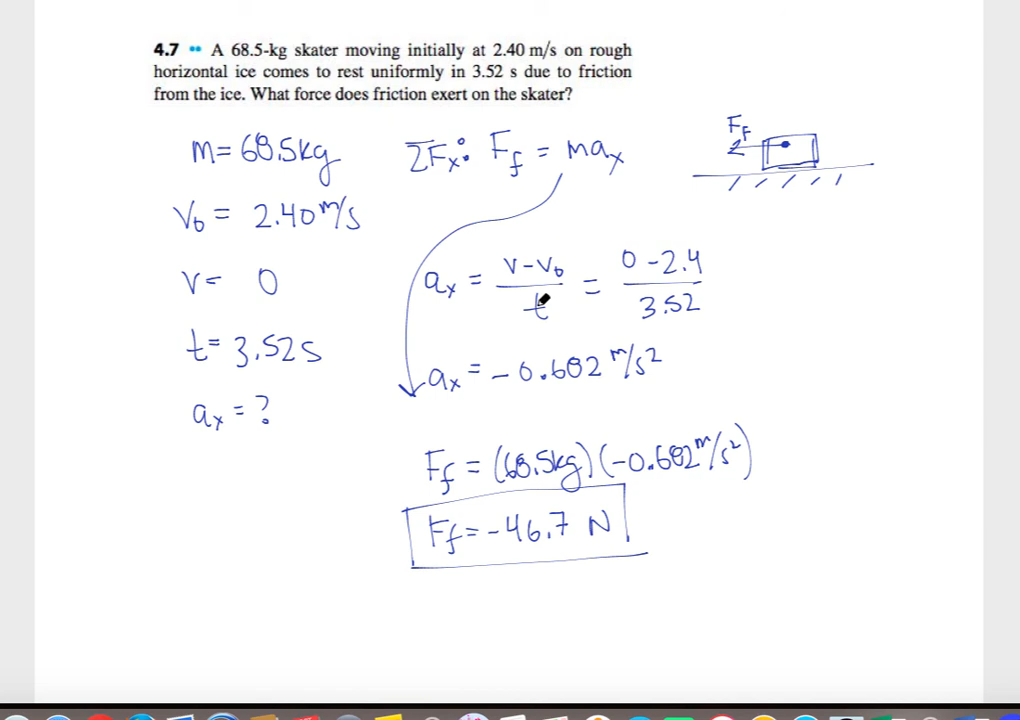 4.7 •• A 68.5-kg skater moving initially at 2.40 m/s on rough
horizontal ice comes to rest uniformly in 3.52 s due to friction
from the ice. What force does friction exert on the skater?
m = 68.5kg
ΣFx: Ff = max
Ff
v₀ = 2.40 m/s
v = 0
ax = (v - v₀)/t = (0 - 2.4)/3.52
t = 3.52s
ax = -0.682 m/s²
ax = ?
Ff = (68.5kg)(-0.682 m/s²)
Ff = -46.7 N